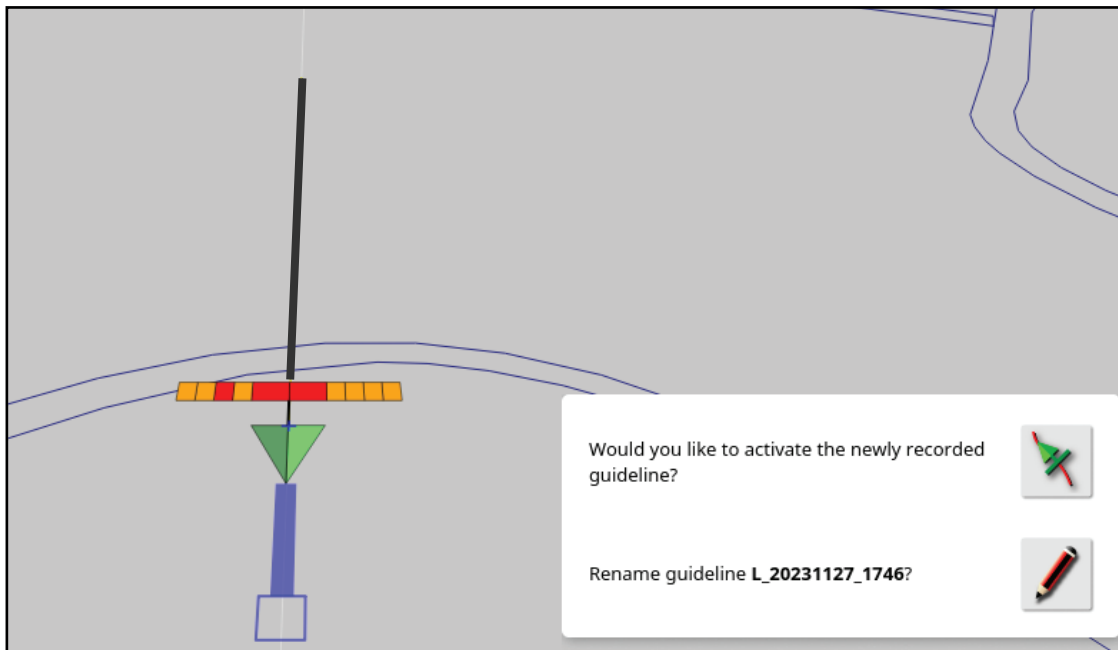 Would you like to activate the newly recorded
guideline?
Rename guideline L_20231127_1746?